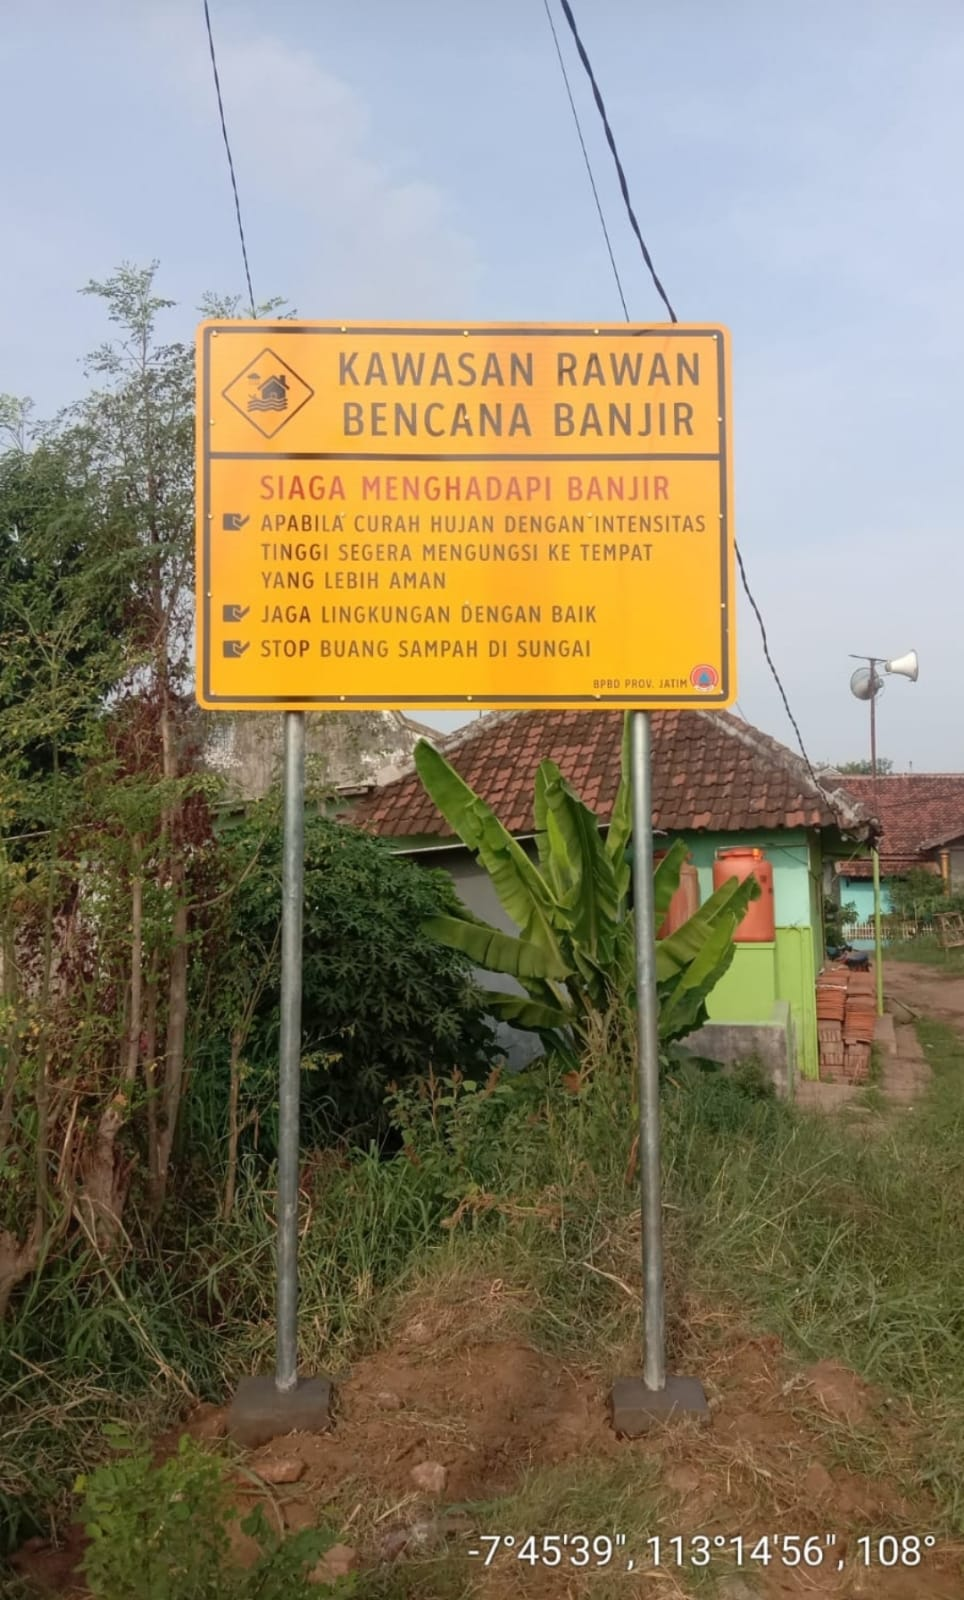 KAWASAN RAWAN
BENCANA BANJIR
SIAGA MENGHADAPI BANJIR
APABILA CURAH HUJAN DENGAN INTENSITAS
TINGGI SEGERA MENGUNGSI KE TEMPAT
YANG LEBIH AMAN
JAGA LINGKUNGAN DENGAN BAIK
STOP BUANG SAMPAH DI SUNGAI
BPBD PROV. JATIM
-7°45'39", 113°14'56", 108°